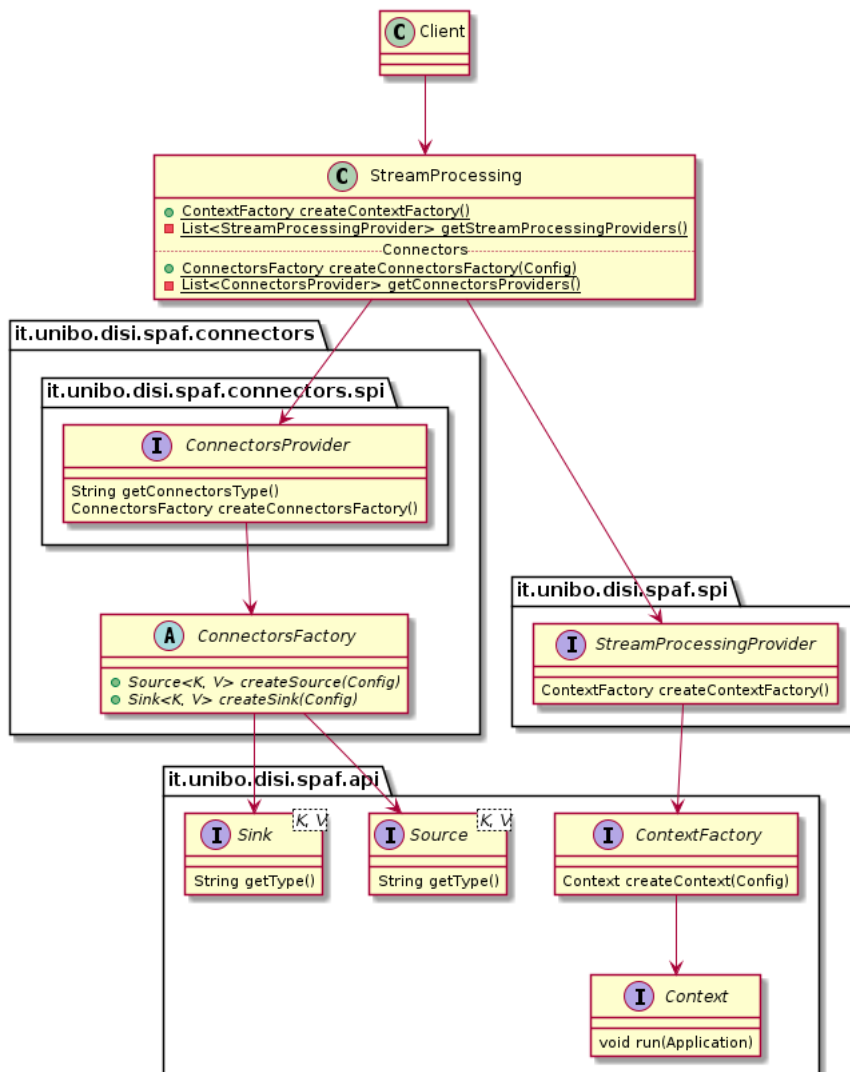 C Client
C StreamProcessing
ContextFactory createContextFactory()
List<StreamProcessingProvider> getStreamProcessingProviders()
Connectors
ConnectorsFactory createConnectorsFactory(Config)
List<ConnectorsProvider> getConnectorsProviders()
it.unibo.disi.spaf.connectors
it.unibo.disi.spaf.connectors.spi
I ConnectorsProvider
String getConnectorsType()
ConnectorsFactory createConnectorsFactory()
it.unibo.disi.spaf.spi
A ConnectorsFactory
Source<K, V> createSource(Config)
Sink<K, V> createSink(Config)
I StreamProcessingProvider
ContextFactory createContextFactory()
it.unibo.disi.spaf.api
I Sink K, V
String getType()
I Source K, V
String getType()
I ContextFactory
Context createContext(Config)
I Context
void run(Application)